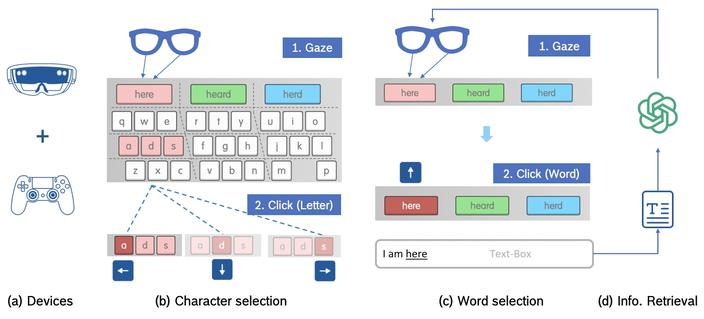 1. Gaze
here heard herd
q w e r t y u i o
a d s f g h j k l
z x c v b n m p
2. Click (Letter)
a d s a d s a d s
(a) Devices
(b) Character selection
1. Gaze
here heard herd
2. Click (Word)
here heard herd
I am here Text-Box
T
(c) Word selection
(d) Info. Retrieval